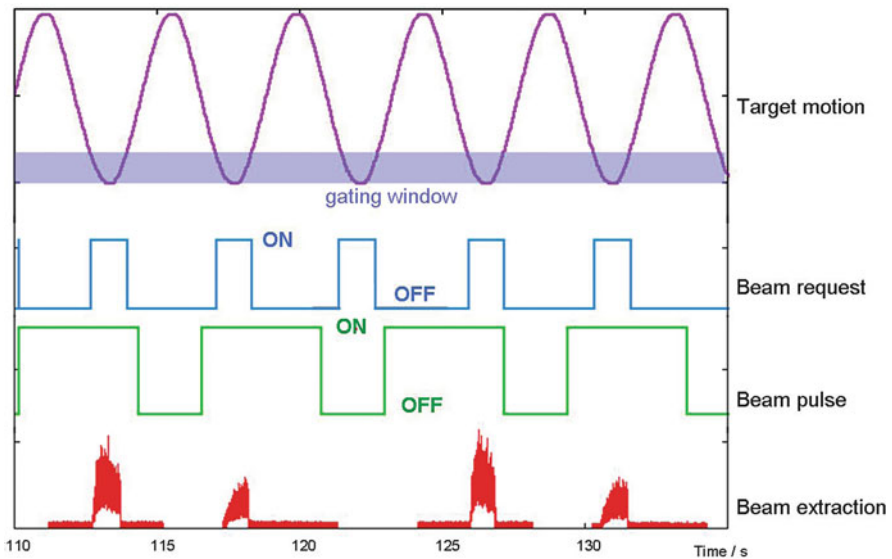 Target motion
gating window
ON
OFF
Beam request
ON
OFF
Beam pulse
Beam extraction
110 115 120 125 130
Time / s